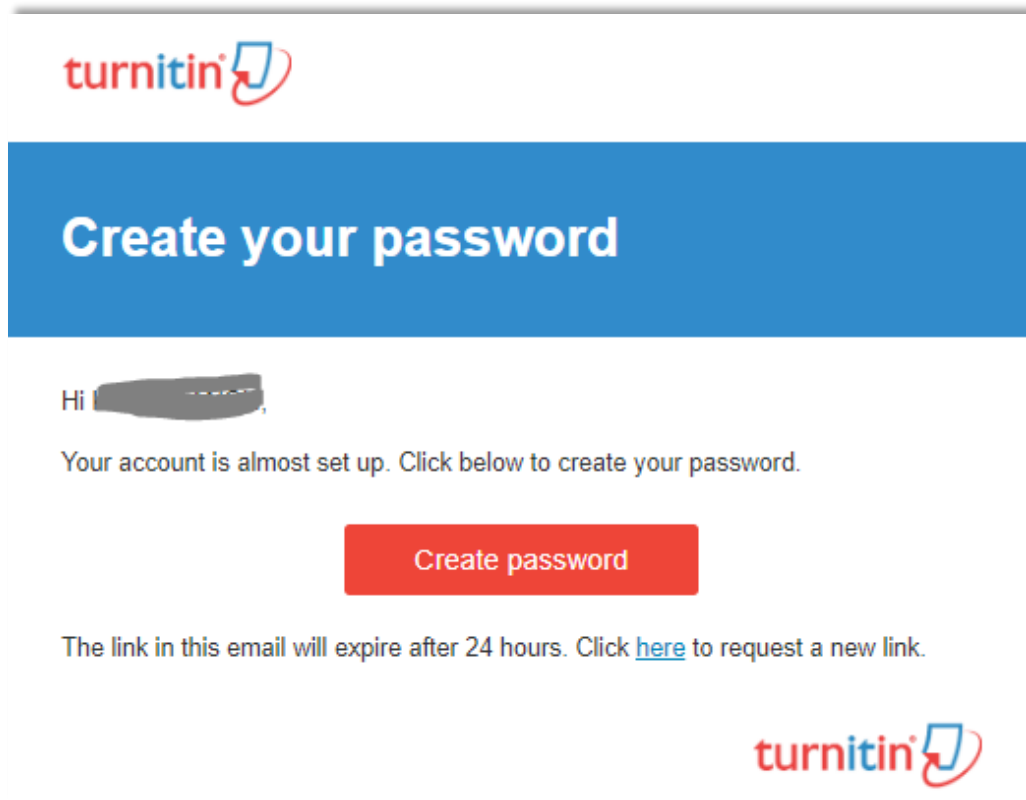 turnitin
Create your password
Hi
Your account is almost set up. Click below to create your password.
Create password
The link in this email will expire after 24 hours. Click here to request a new link.
turnitin